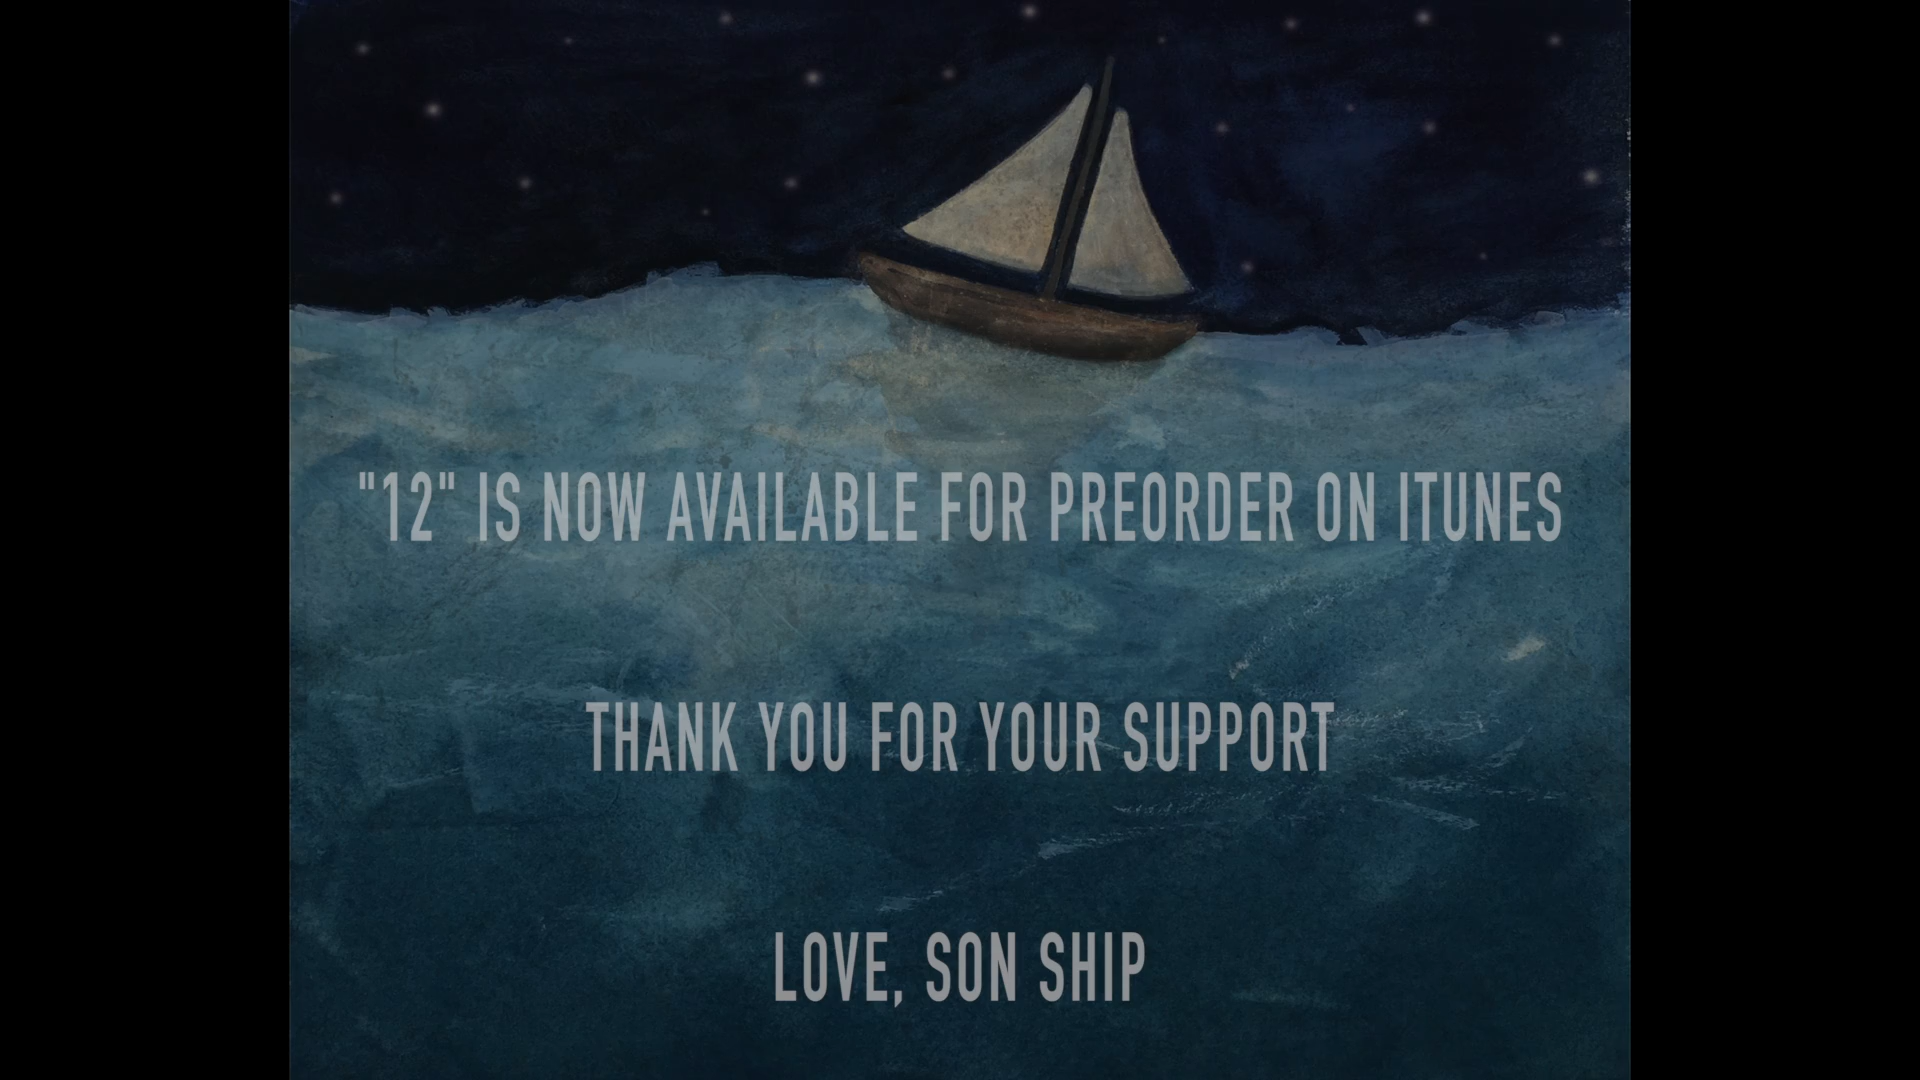 "12" IS NOW AVAILABLE FOR PREORDER ON ITUNES
THANK YOU FOR YOUR SUPPORT
LOVE, SON SHIP